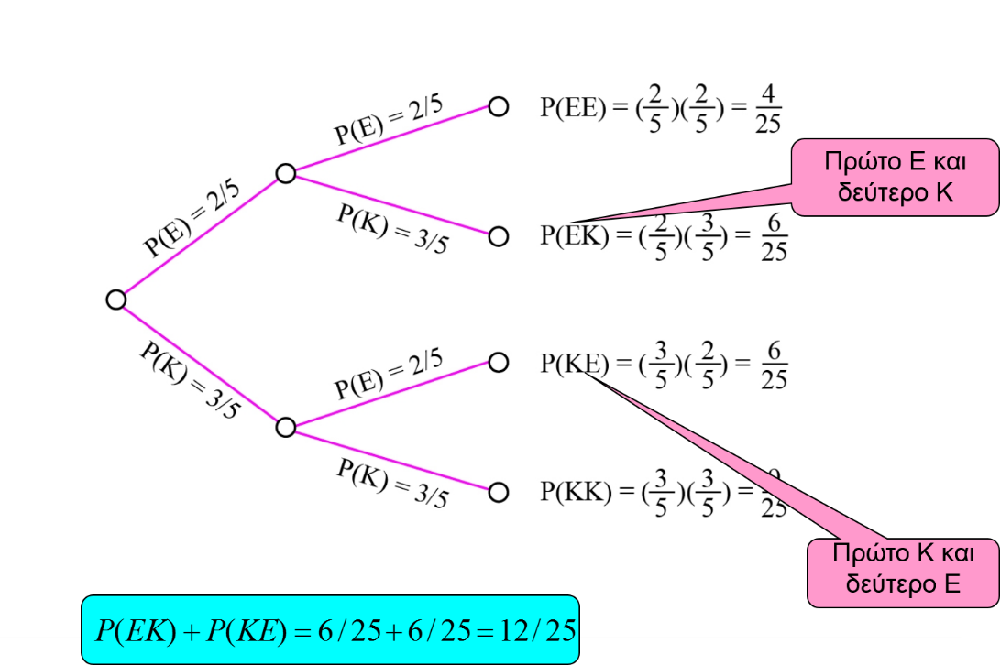 P(E) = 2/5
P(EE) = (2/5)(2/5) = 4/25
Πρώτο Ε και
δεύτερο Κ
P(E) = 2/5
P(K) = 3/5
P(EK) = (2/5)(3/5) = 6/25
P(K) = 3/5
P(E) = 2/5
P(KE) = (3/5)(2/5) = 6/25
P(K) = 3/5
P(KK) = (3/5)(3/5) = 9/25
Πρώτο Κ και
δεύτερο Ε
P(EK) + P(KE) = 6/25+6/25=12/25